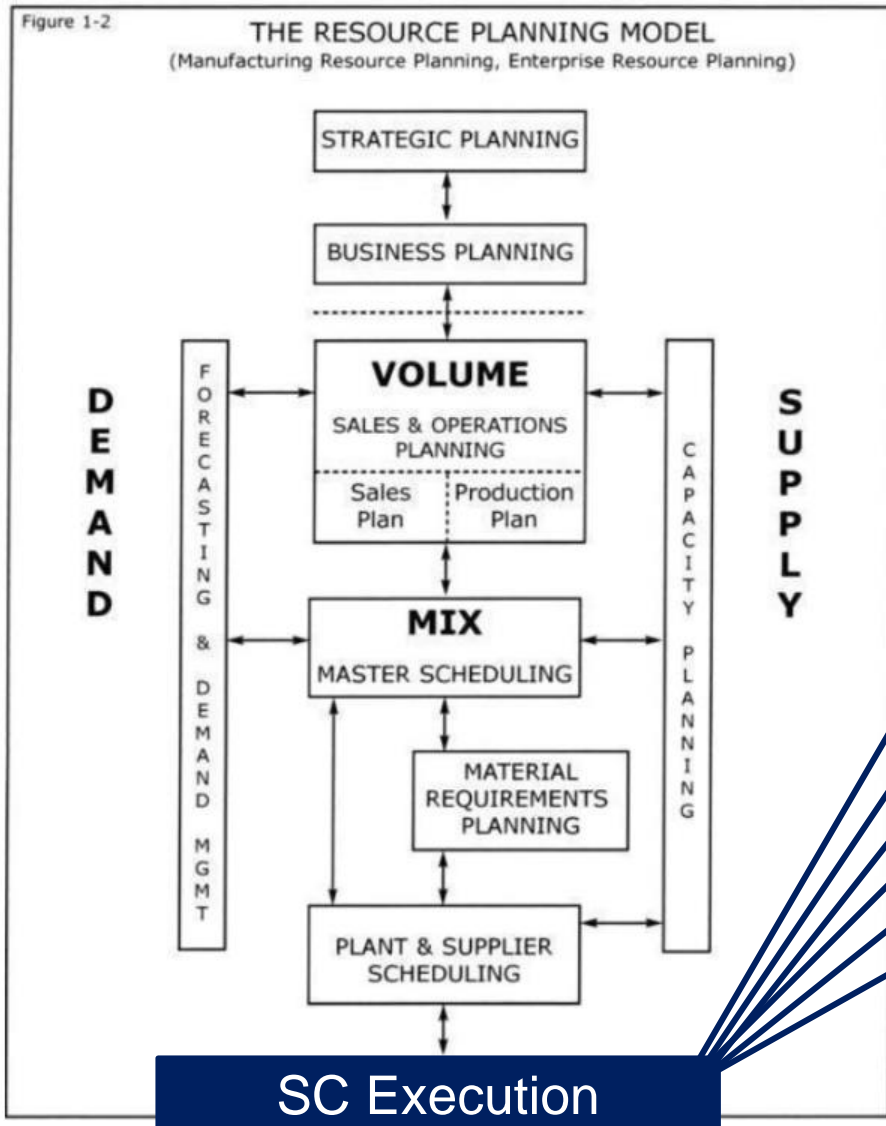 Figure 1-2
THE RESOURCE PLANNING MODEL
(Manufacturing Resource Planning, Enterprise Resource Planning)
STRATEGIC PLANNING
BUSINESS PLANNING
DEMAND
FORECASTING & DEMAND MGMT
VOLUME
SALES & OPERATIONS
PLANNING
Sales
Plan
Production
Plan
MIX
MASTER SCHEDULING
MATERIAL
REQUIREMENTS
PLANNING
PLANT & SUPPLIER
SCHEDULING
CAPACITY PLANNING
SUPPLY
SC Execution